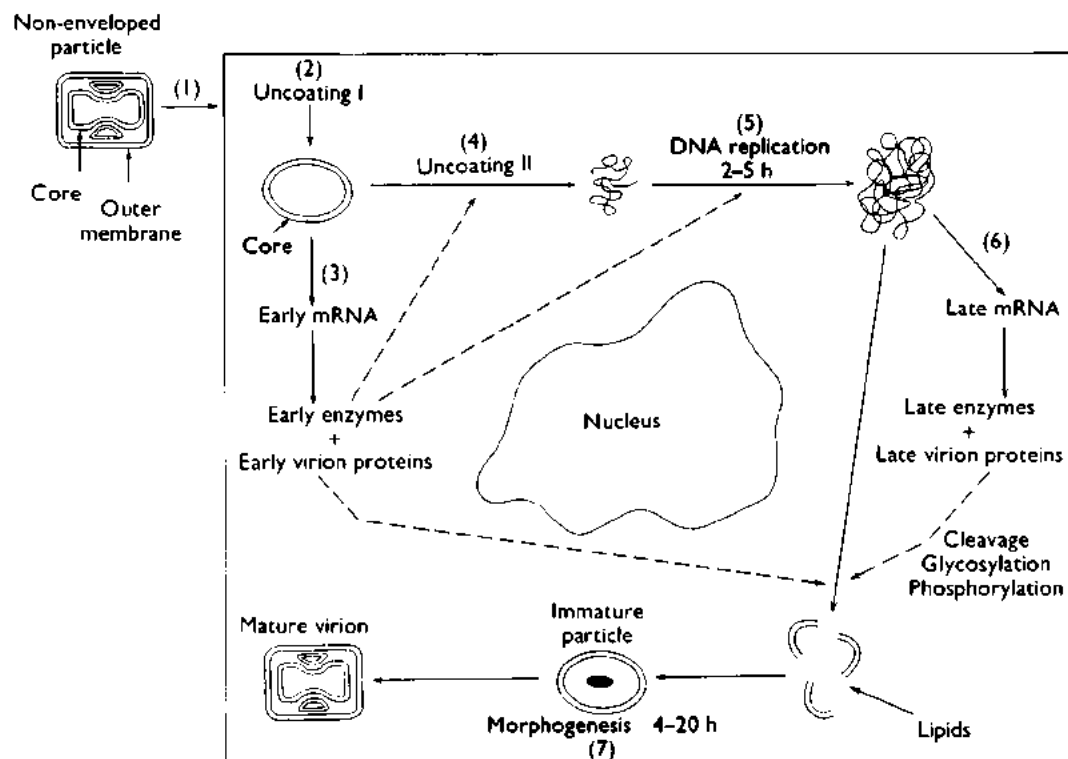 Non-enveloped
particle
(1)
Core
Outer
membrane
(2)
Uncoating I
Core
(3)
Early mRNA
Early enzymes
+
Early virion proteins
(4)
Uncoating II
(5)
DNA replication
2–5 h
(6)
Late mRNA
Late enzymes
+
Late virion proteins
Nucleus
Cleavage
Glycosylation
Phosphorylation
Lipids
Immature
particle
Morphogenesis 4–20 h
(7)
Mature virion